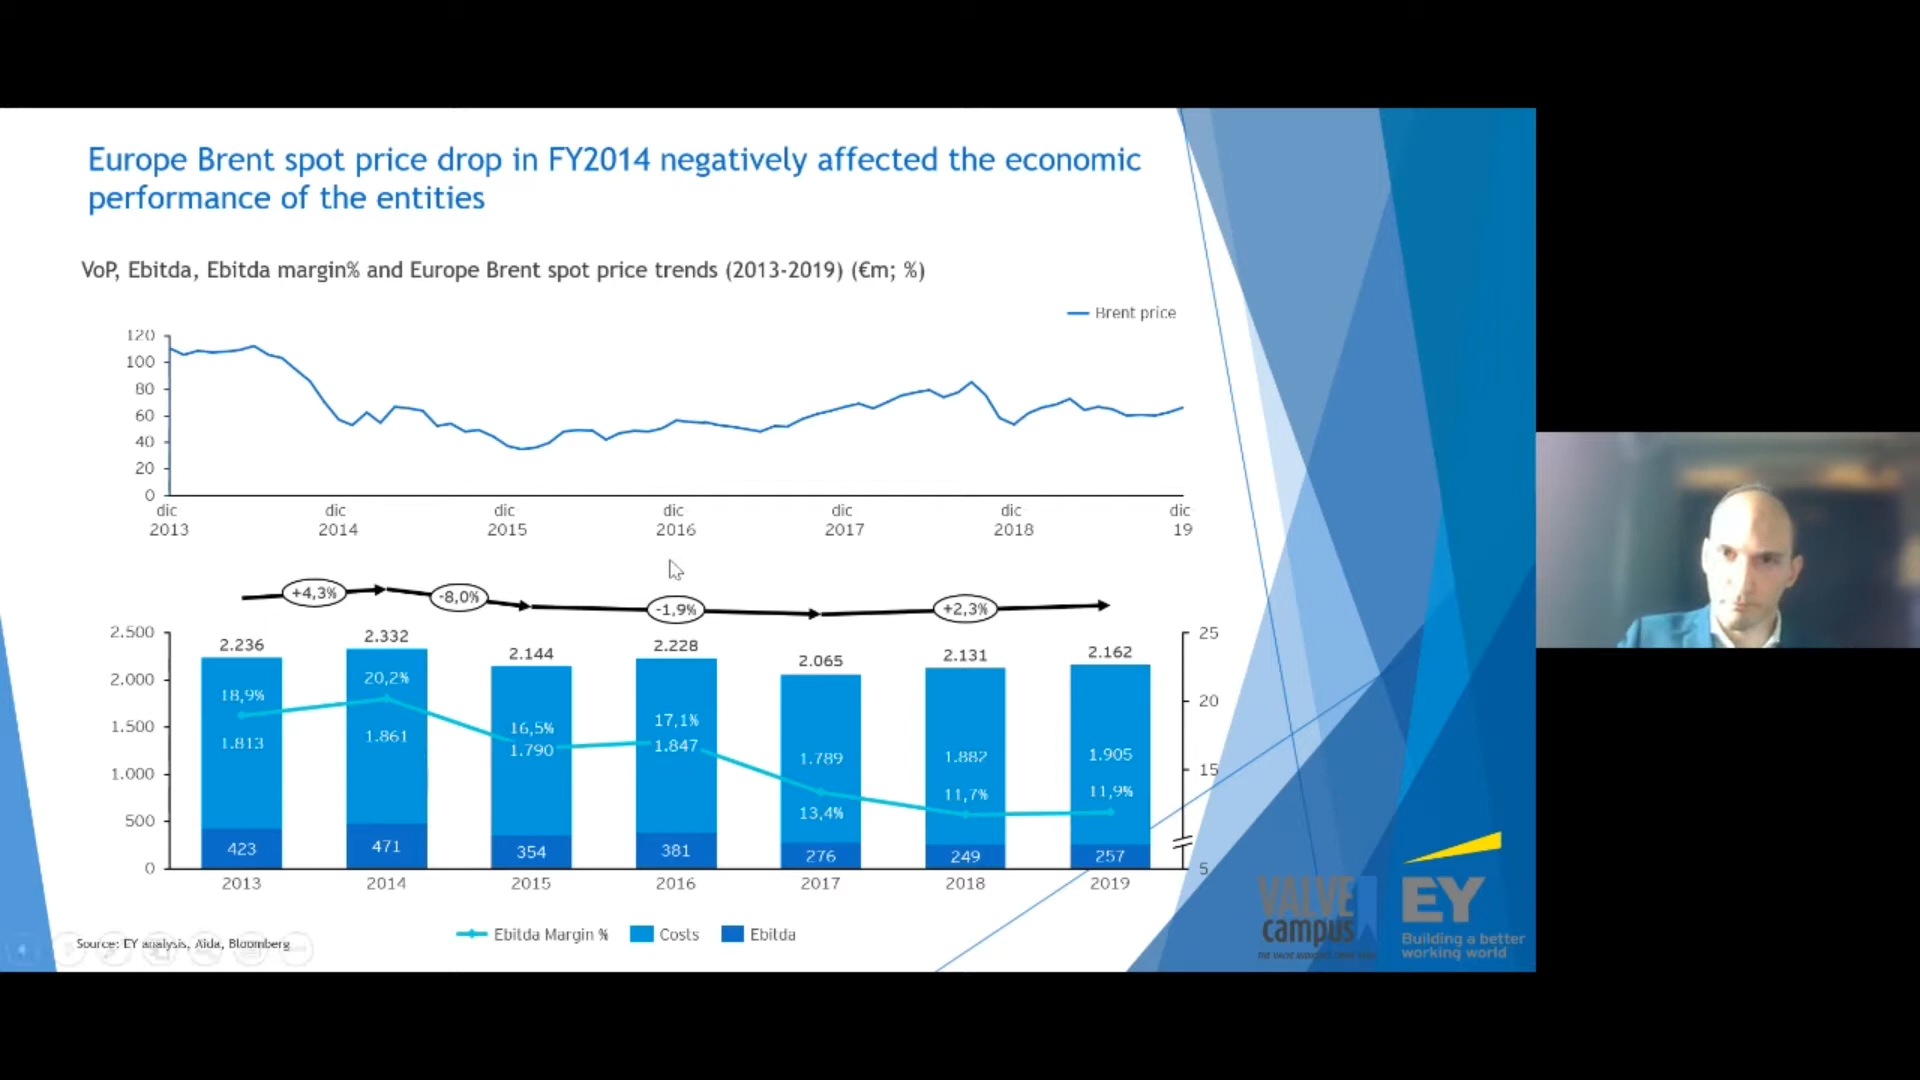 Europe Brent spot price drop in FY2014 negatively affected the economic
performance of the entities
VoP, Ebitda, Ebitda margin% and Europe Brent spot price trends (2013-2019) (€m; %)
Brent price
120
100
80
60
40
20
0
dic dic dic dic dic dic dic
2013 2014 2015 2016 2017 2018 19
+4,3% -8,0% -1,9% +2,3%
2.500
2.000
1.500
1.000
500
0
25
20
15
5
2.236 2.332 2.144 2.228 2.065 2.131 2.162
18,9% 20,2% 16,5% 17,1% 13,4% 11,7% 11,9%
1.813 1.861 1.790 1.847 1.789 1.882 1.905
423 471 354 381 276 249 257
2013 2014 2015 2016 2017 2018 2019
Ebitda Margin % Costs Ebitda
Source: EY analysis, Aida, Bloomberg
VALVE
campus
EY
Building a better
working world